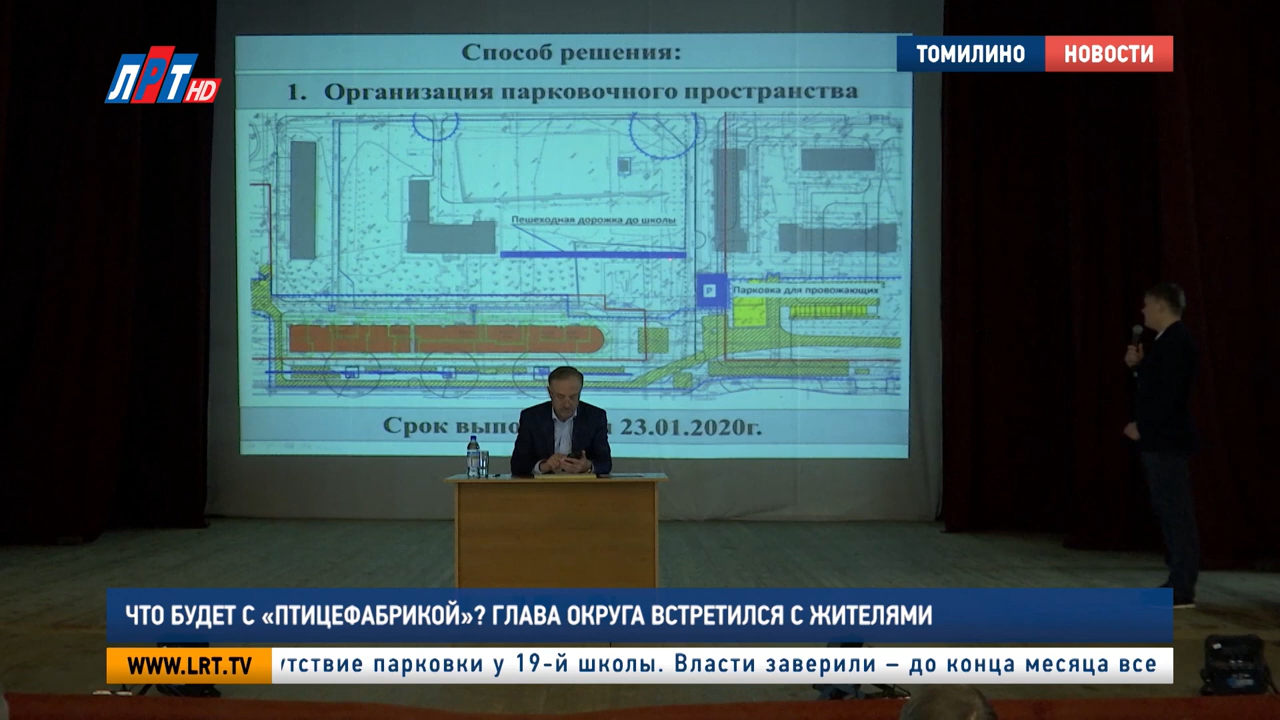 ЛРТ HD
ТОМИЛИНО НОВОСТИ
Способ решения:
1. Организация парковочного пространства
Пешеходная дорожка до школы
P
Парковка для провожающих
Срок 23.01.2020г.
ЧТО БУДЕТ С «ПТИЦЕФАБРИКОЙ»? ГЛАВА ОКРУГА ВСТРЕТИЛСЯ С ЖИТЕЛЯМИ
WWW.LRT.TV утствие парковки у 19-й школы. Власти заверили – до конца месяца все